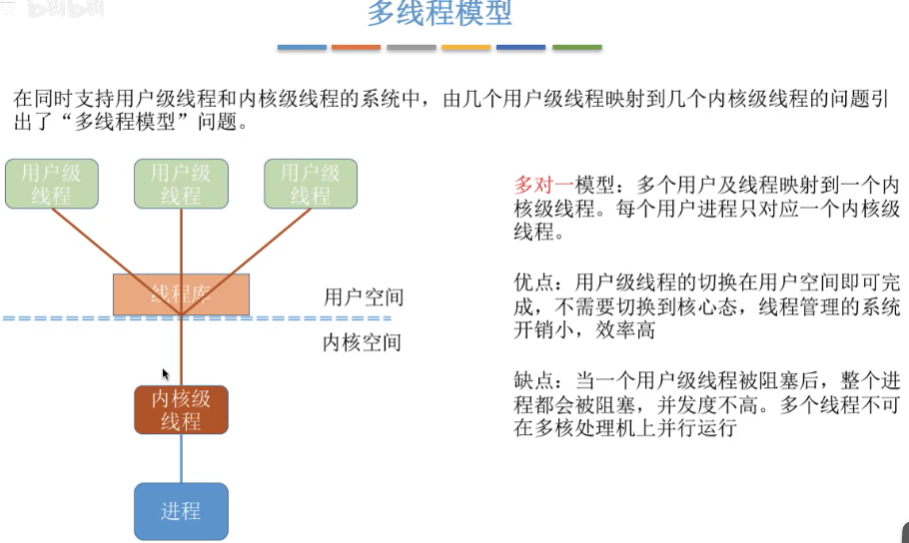 bilibili
多线程模型
在同时支持用户级线程和内核级线程的系统中，由几个用户级线程映射到几个内核级线程的问题引
出了“多线程模型”问题。
用户级
线程
用户级
线程
用户级
线程
线程库
用户空间
内核空间
内核级
线程
进程
多对一模型：多个用户及线程映射到一个内
核级线程。每个用户进程只对应一个内核级
线程。
优点：用户级线程的切换在用户空间即可完
成，不需要切换到核心态，线程管理的系统
开销小，效率高
缺点：当一个用户级线程被阻塞后，整个进
程都会被阻塞，并发度不高。多个线程不可
在多核处理机上并行运行